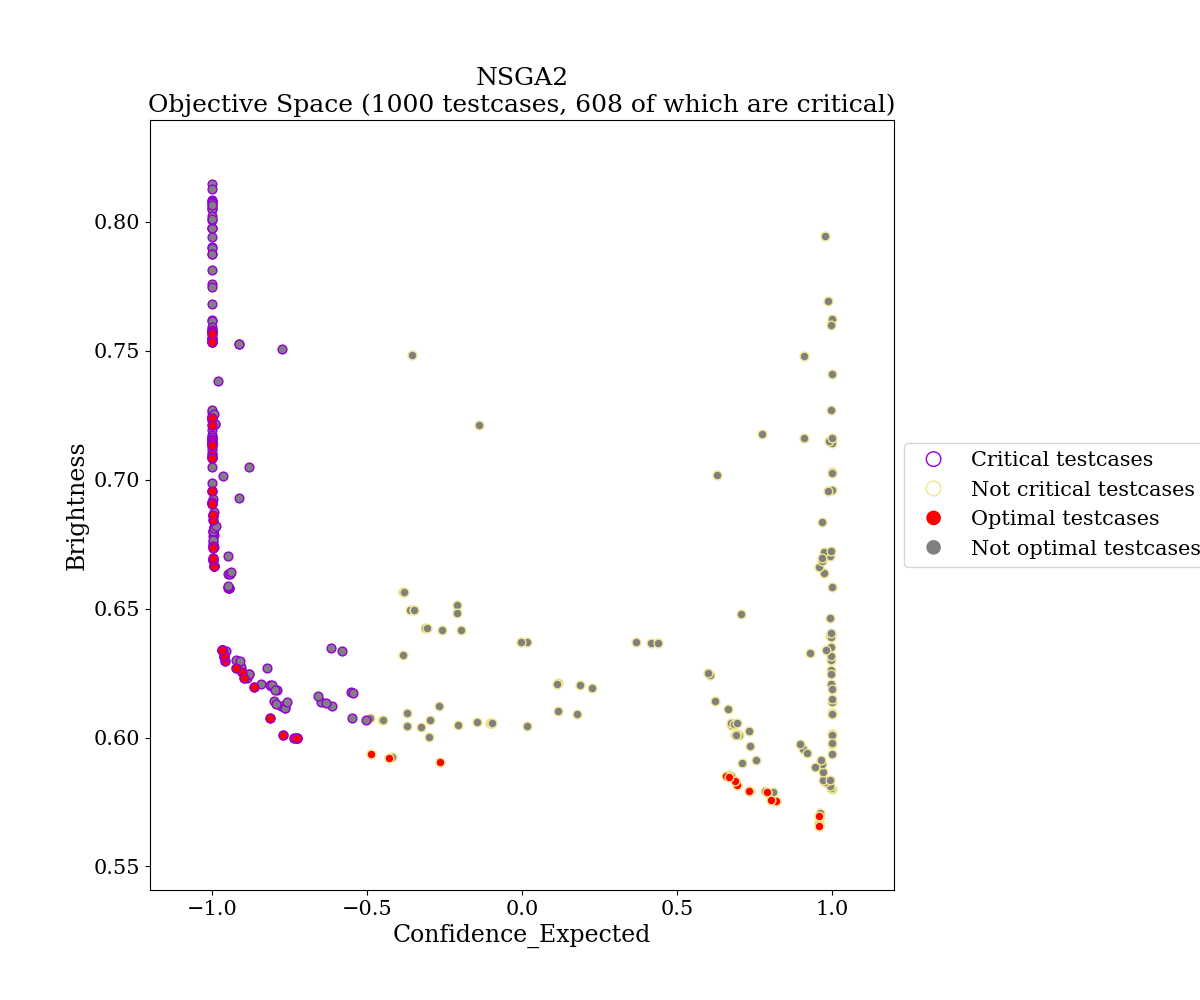 NSGA2
Objective Space (1000 testcases, 608 of which are critical)
0.80
0.75
0.70
0.65
0.60
0.55
Brightness
−1.0
−0.5
0.0
0.5
1.0
Confidence_Expected
Critical testcases
Not critical testcases
Optimal testcases
Not optimal testcases